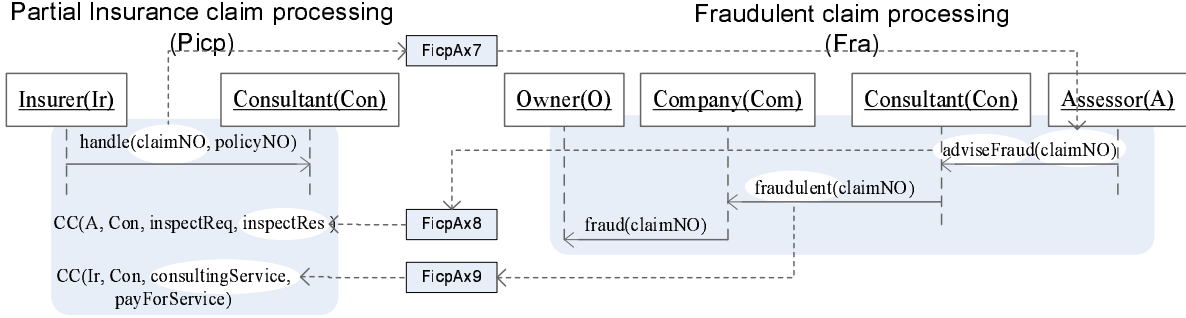 Partial Insurance claim processing
(Picp)
Fraudulent claim processing
(Fra)
FicpAx7
Insurer(Ir)
Consultant(Con)
Owner(O)
Company(Com)
Consultant(Con)
Assessor(A)
handle(claimNO, policyNO)
adviseFraud(claimNO)
fraudulent(claimNO)
CC(A, Con, inspectReq, inspectRes)
FicpAx8
fraud(claimNO)
CC(Ir, Con, consultingService,
payForService)
FicpAx9